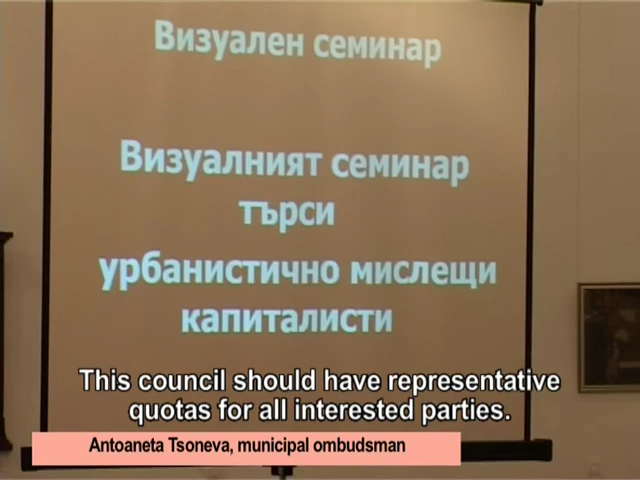 Визуален семинар
Визуалният семинар
търси
урбанистично мислещи
капиталисти
This council should have representative
quotas for all interested parties.
Antoaneta Tsoneva, municipal ombudsman